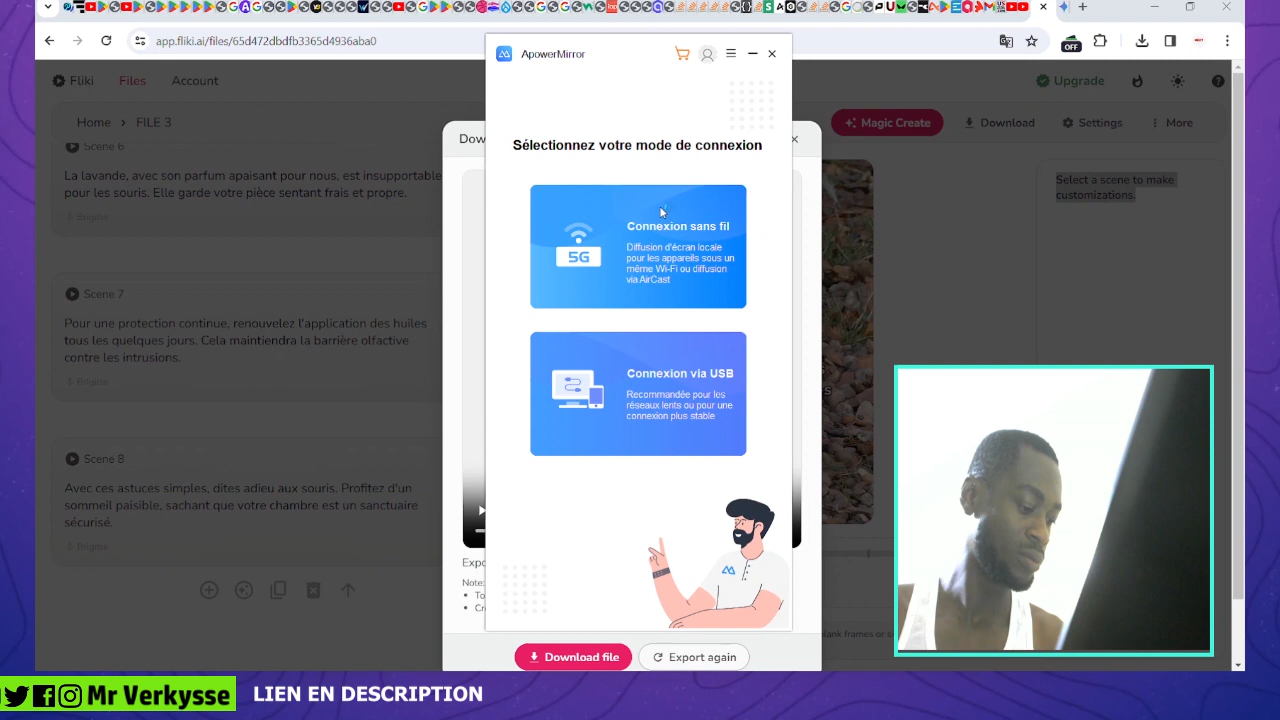 app.fliki.ai/files/65d472dbdfb3365d4936aba0
OFF
ApowerMirror
Fliki
Files
Account
Upgrade
Home
FILE 3
Magic Create
Download
Settings
More
Scene 6
La lavande, avec son parfum apaisant pour nous, est insupportable
pour les souris. Elle garde votre pièce sentant frais et propre.
Brigitte
Scene 7
Pour une protection continue, renouvelez l'application des huiles
tous les quelques jours. Cela maintiendra la barrière olfactive
contre les intrusions.
Brigitte
Scene 8
Avec ces astuces simples, dites adieu aux souris. Profitez d'un
sommeil paisible, sachant que votre chambre est un sanctuaire
sécurisé.
Brigitte
Sélectionnez votre mode de connexion
5G
Connexion sans fil
Diffusion d'écran locale
pour les appareils sous un
même Wi-Fi ou diffusion
via AirCast
Connexion via USB
Recommandée pour les
réseaux lents ou pour une
connexion plus stable
Note:
Download file
Export again
Select a scene to make
customizations.
Mr Verkysse
LIEN EN DESCRIPTION